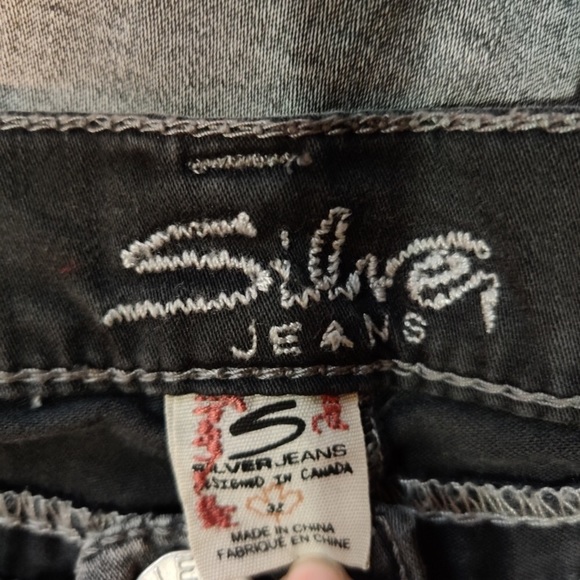 Silver
JEANS
S
SILVER JEANS
DESIGNED IN CANADA
32
MADE IN CHINA
FABRIQUÉ EN CHINE